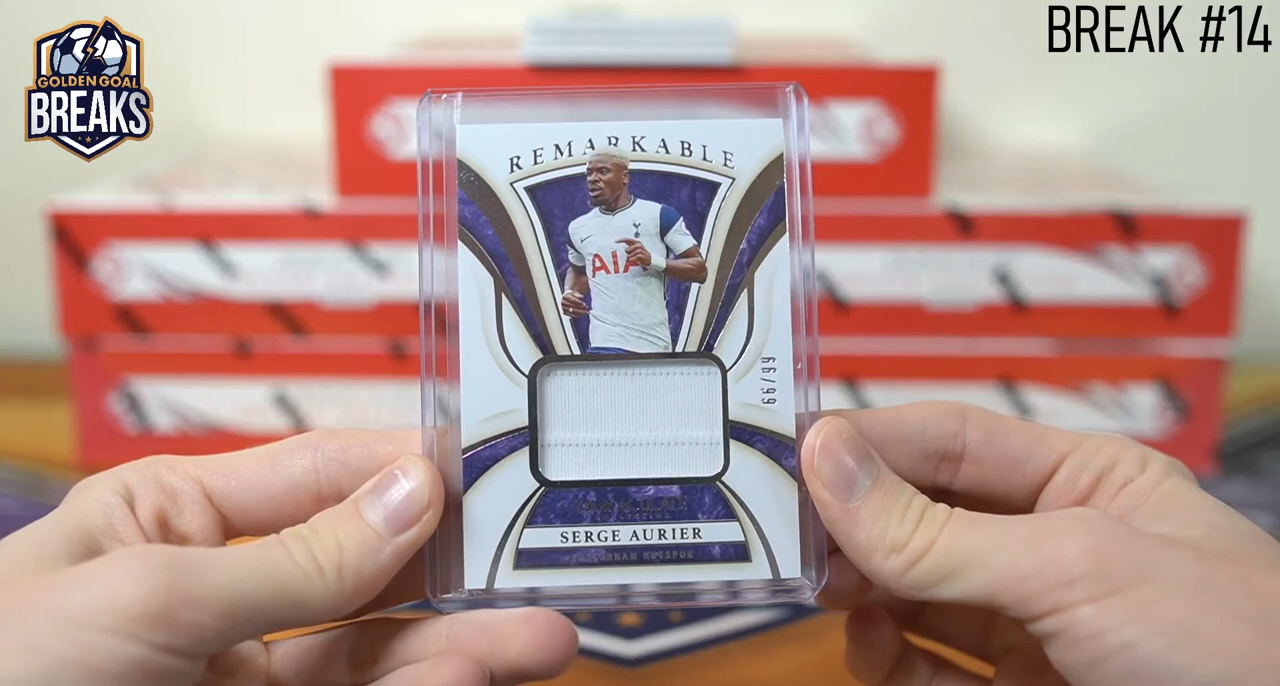 GOLDEN GOAL
BREAKS
BREAK #14
REMARKABLE
AIA
66/99
SERGE AURIER